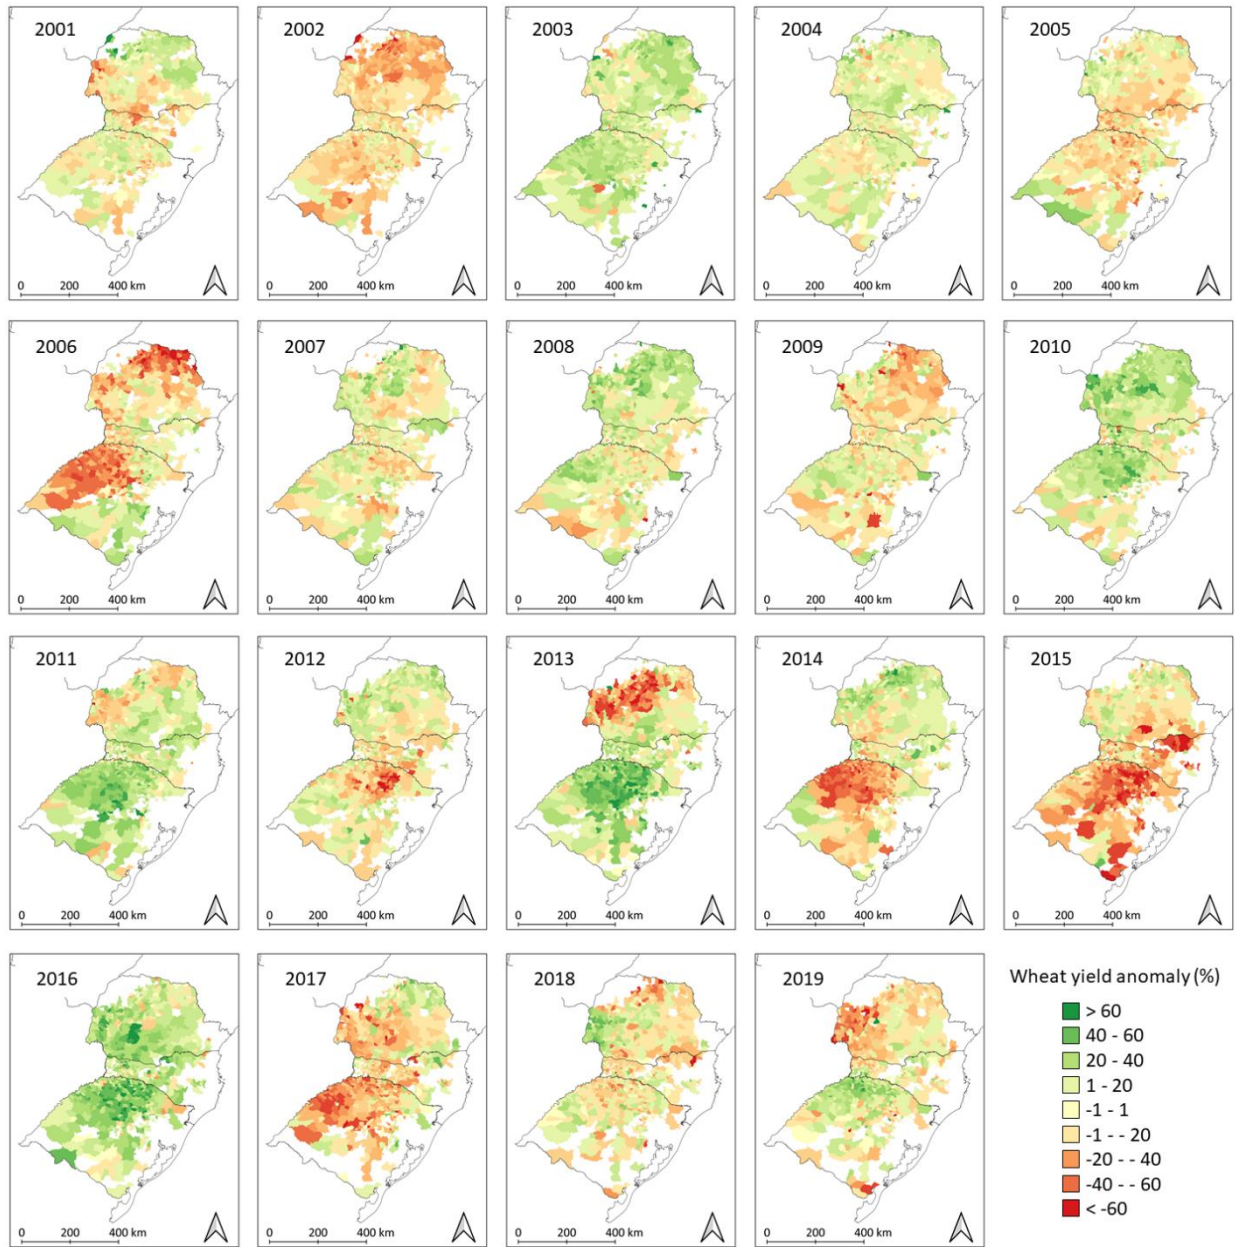 2001 2002 2003 2004 2005
0 200 400 km 0 200 400 km 0 200 400 km 0 200 400 km 0 200 400 km
2006 2007 2008 2009 2010
0 200 400 km 0 200 400 km 0 200 400 km 0 200 400 km 0 200 400 km
2011 2012 2013 2014 2015
0 200 400 km 0 200 400 km 0 200 400 km 0 200 400 km 0 200 400 km
2016 2017 2018 2019
0 200 400 km 0 200 400 km 0 200 400 km 0 200 400 km
Wheat yield anomaly (%)
> 60
40 - 60
20 - 40
1 - 20
-1 - 1
-1 - - 20
-20 - - 40
-40 - - 60
< -60